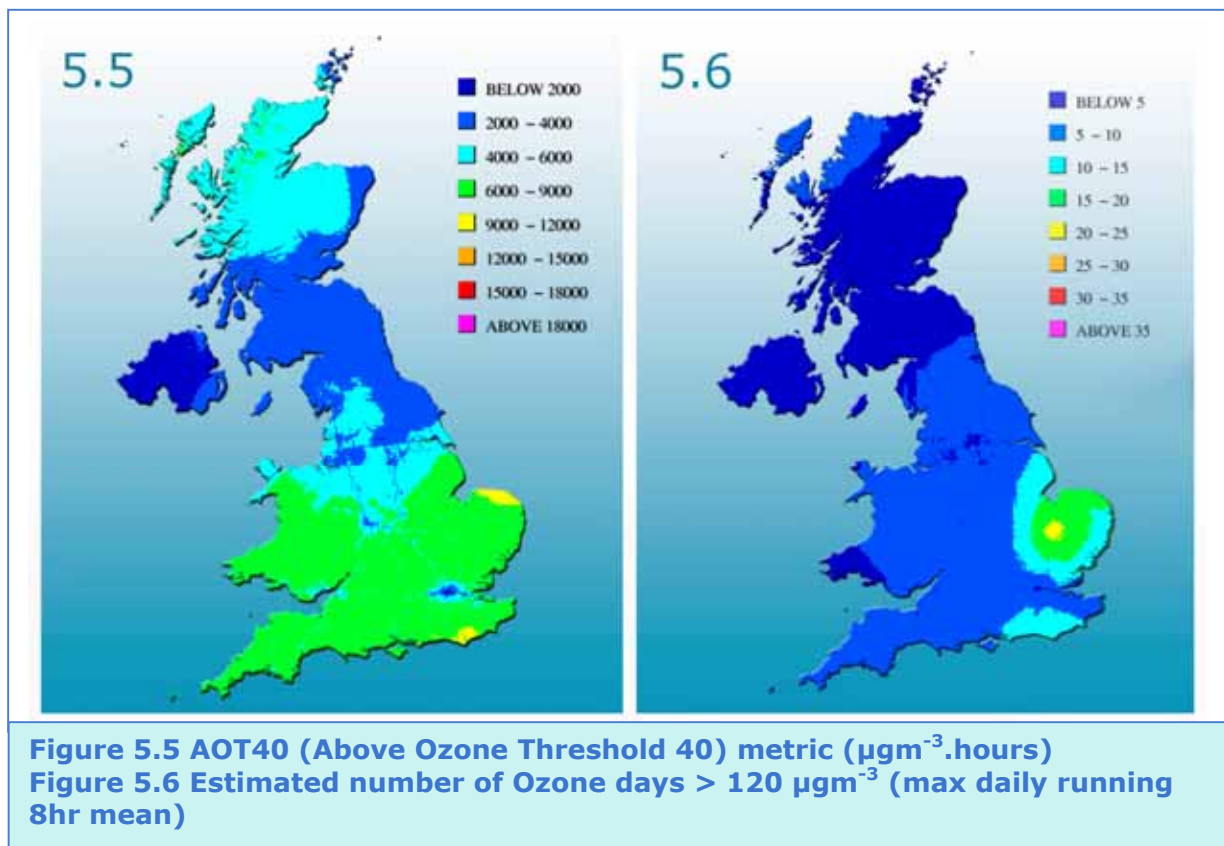 5.5
BELOW 2000
2000 – 4000
4000 – 6000
6000 – 9000
9000 – 12000
12000 – 15000
15000 – 18000
ABOVE 18000
5.6
BELOW 5
5 – 10
10 – 15
15 – 20
20 – 25
25 – 30
30 – 35
ABOVE 35
Figure 5.5 AOT40 (Above Ozone Threshold 40) metric (µgm⁻³.hours)
Figure 5.6 Estimated number of Ozone days > 120 µgm⁻³ (max daily running
8hr mean)